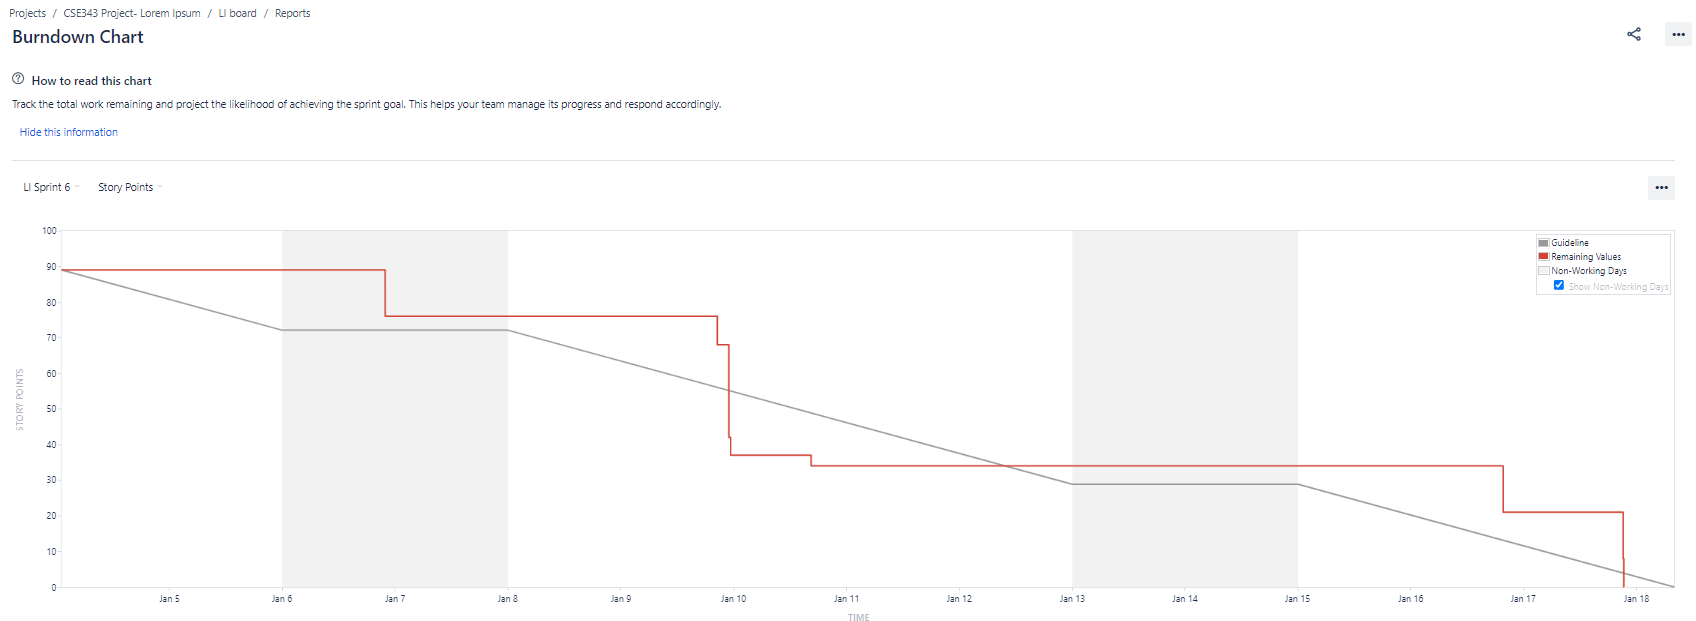 Projects / CSE343 Project- Lorem Ipsum / LI board / Reports
Burndown Chart
How to read this chart
Track the total work remaining and project the likelihood of achieving the sprint goal. This helps your team manage its progress and respond accordingly.
Hide this information
LI Sprint 6 Story Points
Guideline
Remaining Values
Non-Working Days
Show Non-Working Days
STORY POINTS
100
90
80
70
60
50
40
30
20
10
0
Jan 5 Jan 6 Jan 7 Jan 8 Jan 9 Jan 10 Jan 11 Jan 12 Jan 13 Jan 14 Jan 15 Jan 16 Jan 17 Jan 18
TIME